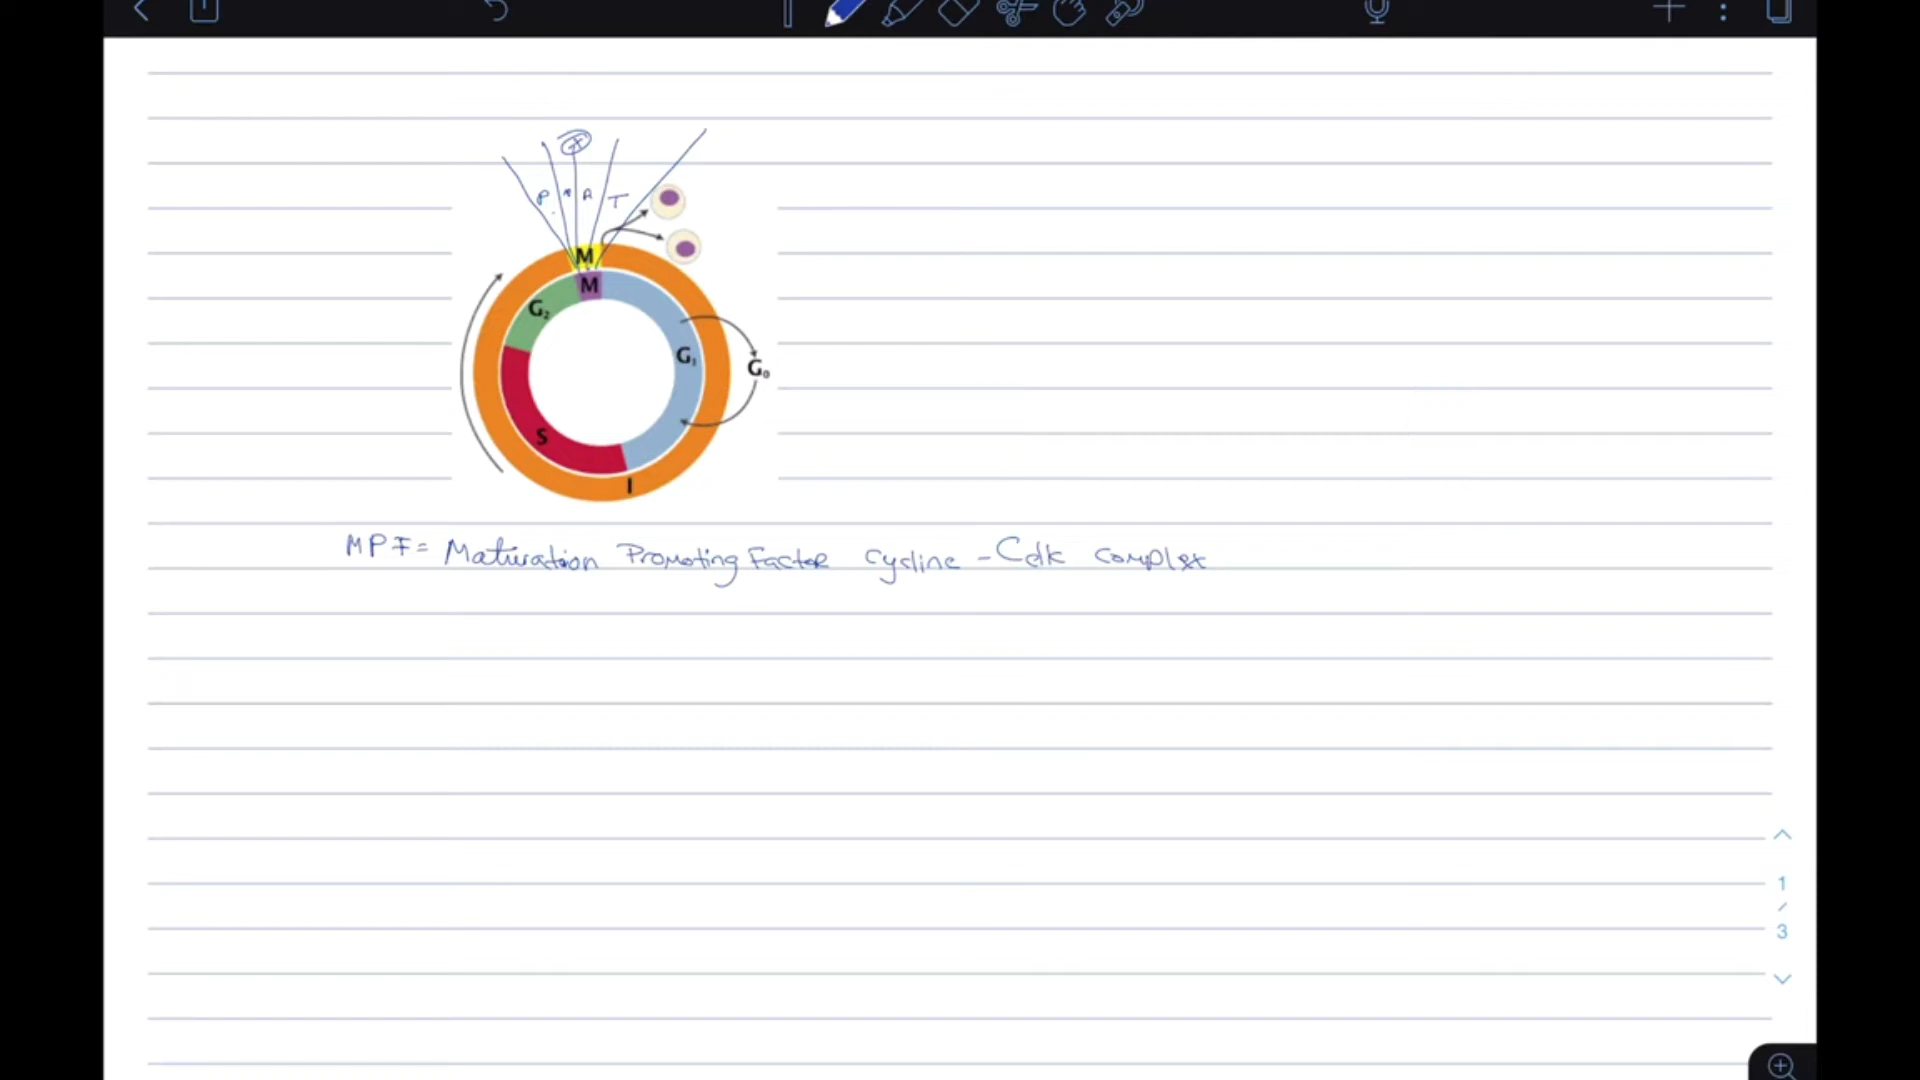 P M A T
M
M
G₂
G₁
G₀
S
I
MPF = Maturation Promoting Factor cycline - Cdk complex
1
/
3